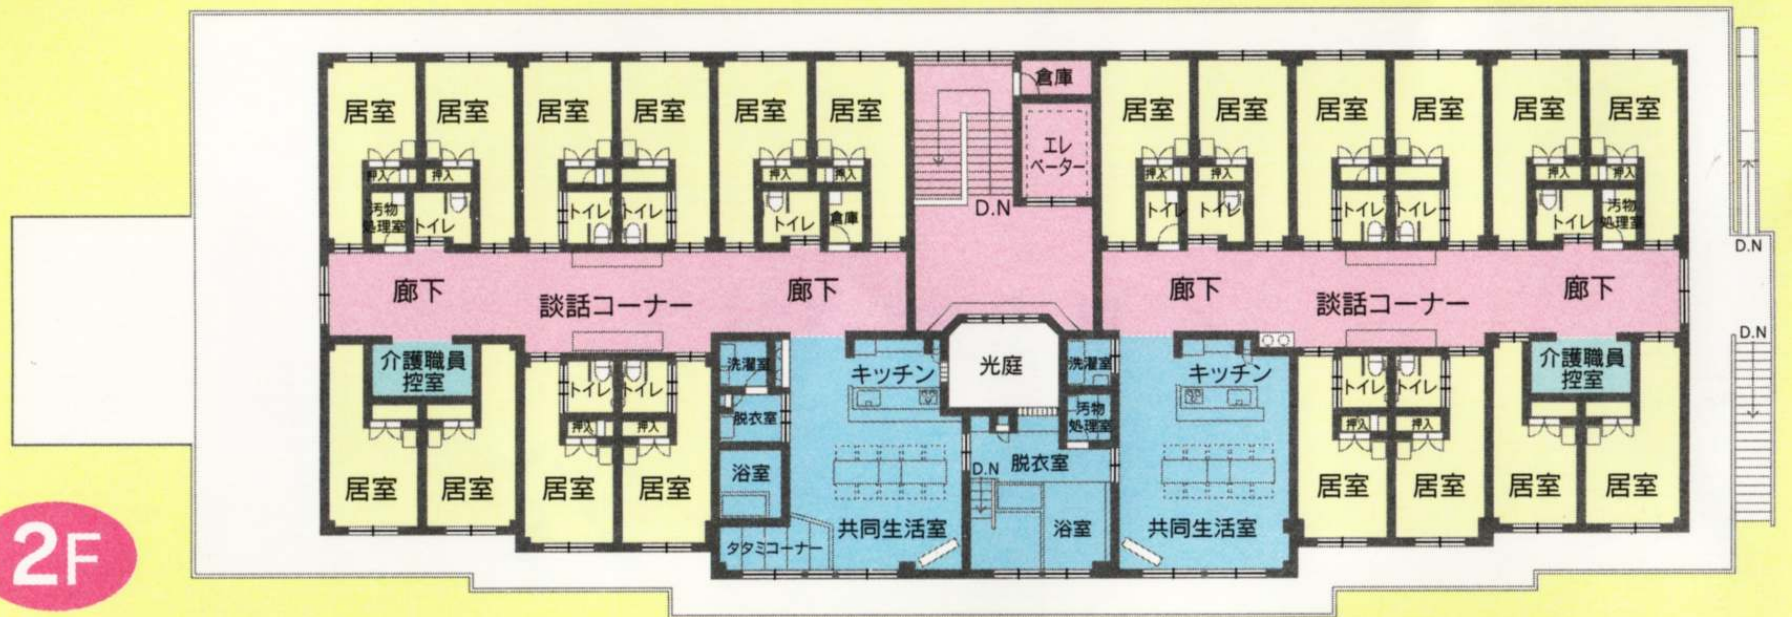 倉庫
居室 居室 居室 居室 居室 居室
エレ
ベーター
居室 居室 居室 居室 居室 居室
押入 押入 押入
押入 押入 押入 押入
汚物
処理室
トイレ トイレ トイレ トイレ 倉庫
D.N
トイレ トイレ トイレ トイレ トイレ
汚物
処理室
D.N
廊下 談話コーナー 廊下
廊下 談話コーナー 廊下
D.N
介護職員
控室
トイレ トイレ
洗濯室
キッチン
光庭
洗濯室
キッチン
トイレ トイレ
介護職員
控室
押入 押入
脱衣室
汚物
処理室
押入 押入
浴室
脱衣室
D.N
居室 居室 居室 居室
居室 居室 居室 居室
タタミコーナー
共同生活室
浴室
共同生活室
2F